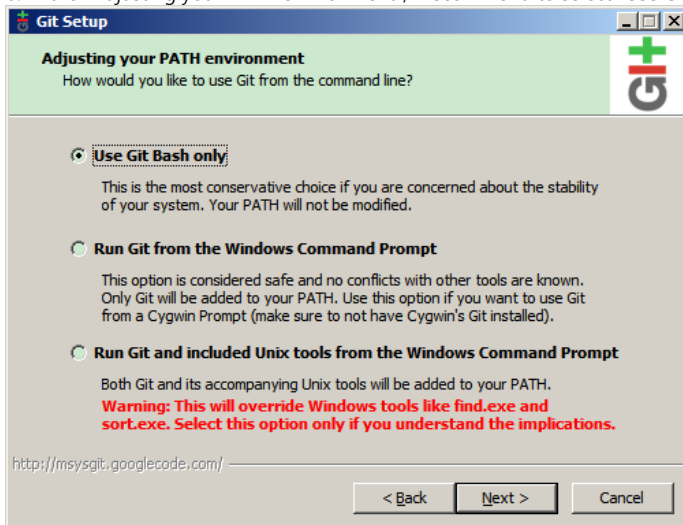 Git Setup
Adjusting your PATH environment
How would you like to use Git from the command line?
Git
Use Git Bash only
This is the most conservative choice if you are concerned about the stability
of your system. Your PATH will not be modified.
Run Git from the Windows Command Prompt
This option is considered safe and no conflicts with other tools are known.
Only Git will be added to your PATH. Use this option if you want to use Git
from a Cygwin Prompt (make sure to not have Cygwin's Git installed).
Run Git and included Unix tools from the Windows Command Prompt
Both Git and its accompanying Unix tools will be added to your PATH.
Warning: This will override Windows tools like find.exe and
sort.exe. Select this option only if you understand the implications.
http://msysgit.googlecode.com/
< Back Next > Cancel